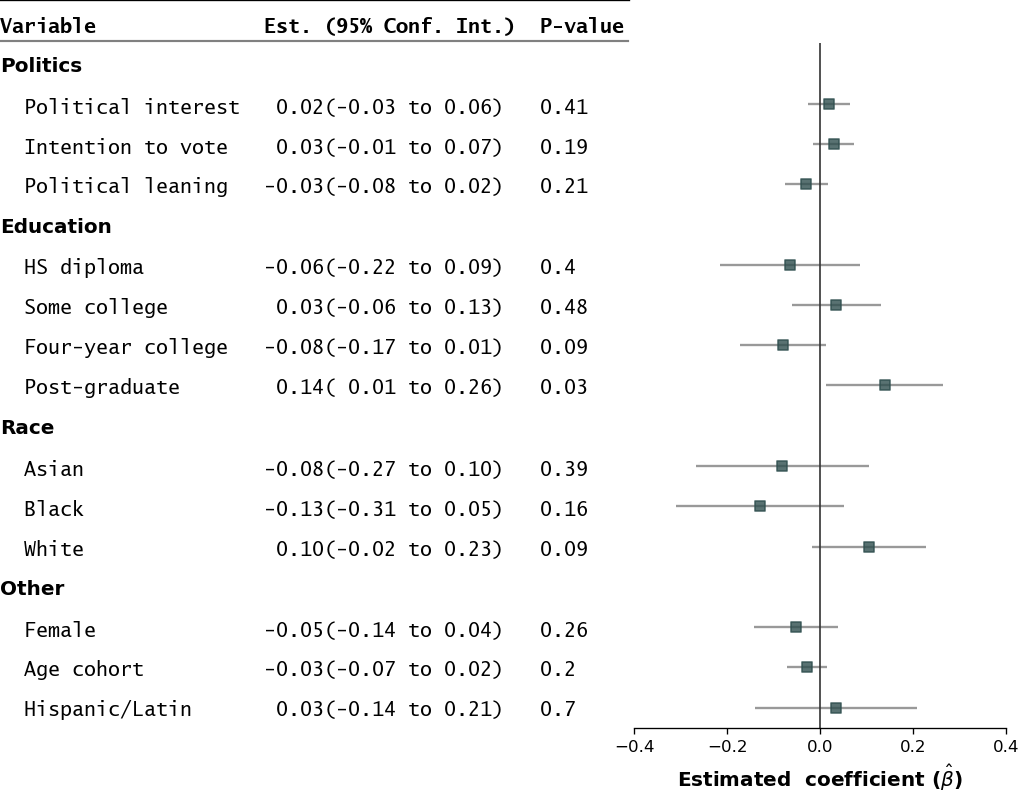 Variable Est. (95% Conf. Int.) P-value
Politics
Political interest 0.02(-0.03 to 0.06) 0.41
Intention to vote 0.03(-0.01 to 0.07) 0.19
Political leaning -0.03(-0.08 to 0.02) 0.21
Education
HS diploma -0.06(-0.22 to 0.09) 0.4
Some college 0.03(-0.06 to 0.13) 0.48
Four-year college -0.08(-0.17 to 0.01) 0.09
Post-graduate 0.14( 0.01 to 0.26) 0.03
Race
Asian -0.08(-0.27 to 0.10) 0.39
Black -0.13(-0.31 to 0.05) 0.16
White 0.10(-0.02 to 0.23) 0.09
Other
Female -0.05(-0.14 to 0.04) 0.26
Age cohort -0.03(-0.07 to 0.02) 0.2
Hispanic/Latin 0.03(-0.14 to 0.21) 0.7
−0.4 −0.2 0.0 0.2 0.4
Estimated coefficient (β̂)